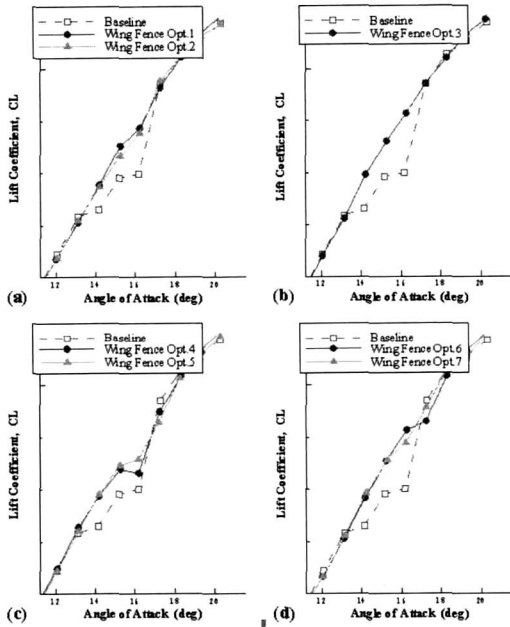 Baseline
Wing Fence Opt.1
Wing Fence Opt.2
Lift Coefficient, CL
12 14 16 18 20
Angle of Attack (deg)
(a)
Baseline
Wing Fence Opt.3
Lift Coefficient, CL
12 14 16 18 20
Angle of Attack (deg)
(b)
Baseline
Wing Fence Opt.4
Wing Fence Opt.5
Lift Coefficient, CL
12 14 16 18 20
Angle of Attack (deg)
(c)
Baseline
Wing Fence Opt.6
Wing Fence Opt.7
Lift Coefficient, CL
12 14 16 18 20
Angle of Attack (deg)
(d)